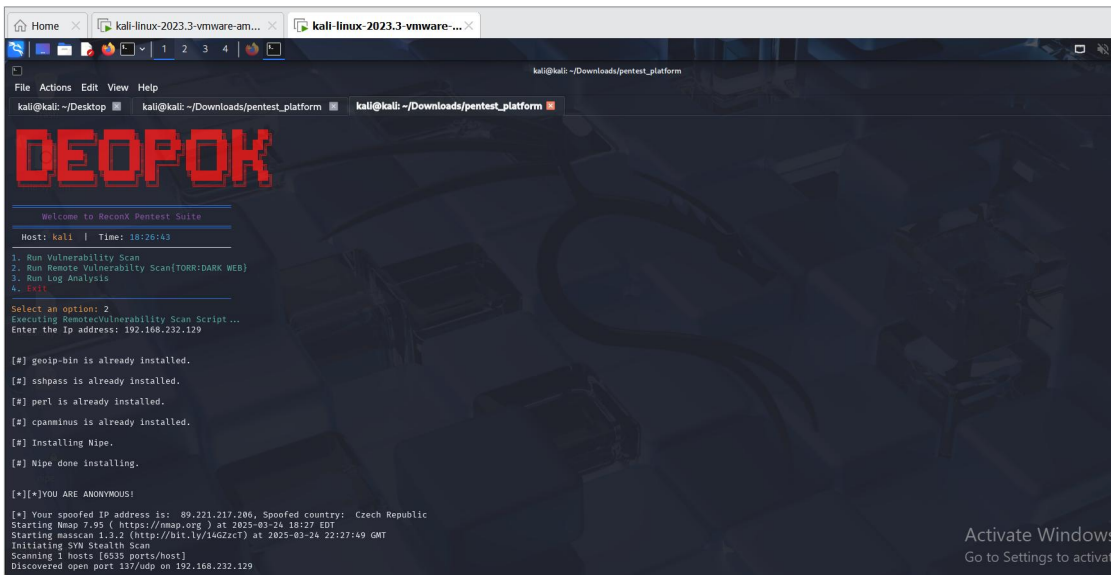 Home × kali-linux-2023.3-vmware-am... × kali-linux-2023.3-vmware-... ×
1 2 3 4
kali@kali: ~/Downloads/pentest_platform
File Actions Edit View Help
kali@kali: ~/Desktop kali@kali: ~/Downloads/pentest_platform kali@kali: ~/Downloads/pentest_platform
DEOPOK
Welcome to ReconX Pentest Suite
Host: kali | Time: 18:26:43
1. Run Vulnerability Scan
2. Run Remote Vulnerabilty Scan{TORR:DARK WEB}
3. Run Log Analysis
4. Exit
Select an option: 2
Executing RemotecVulnerability Scan Script...
Enter the Ip address: 192.168.232.129
[#] geoip-bin is already installed.
[#] sshpass is already installed.
[#] perl is already installed.
[#] cpanminus is already installed.
[#] Installing Nipe.
[#] Nipe done installing.
[*][*]YOU ARE ANONYMOUS!
[*] Your spoofed IP address is: 89.221.217.206, Spoofed country: Czech Republic
Starting Nmap 7.95 ( https://nmap.org ) at 2025-03-24 18:27 EDT
Starting masscan 1.3.2 (http://bit.ly/14GZzcT) at 2025-03-24 22:27:49 GMT
Initiating SYN Stealth Scan
Scanning 1 hosts [6535 ports/host]
Discovered open port 137/udp on 192.168.232.129
Activate Windows
Go to Settings to activat